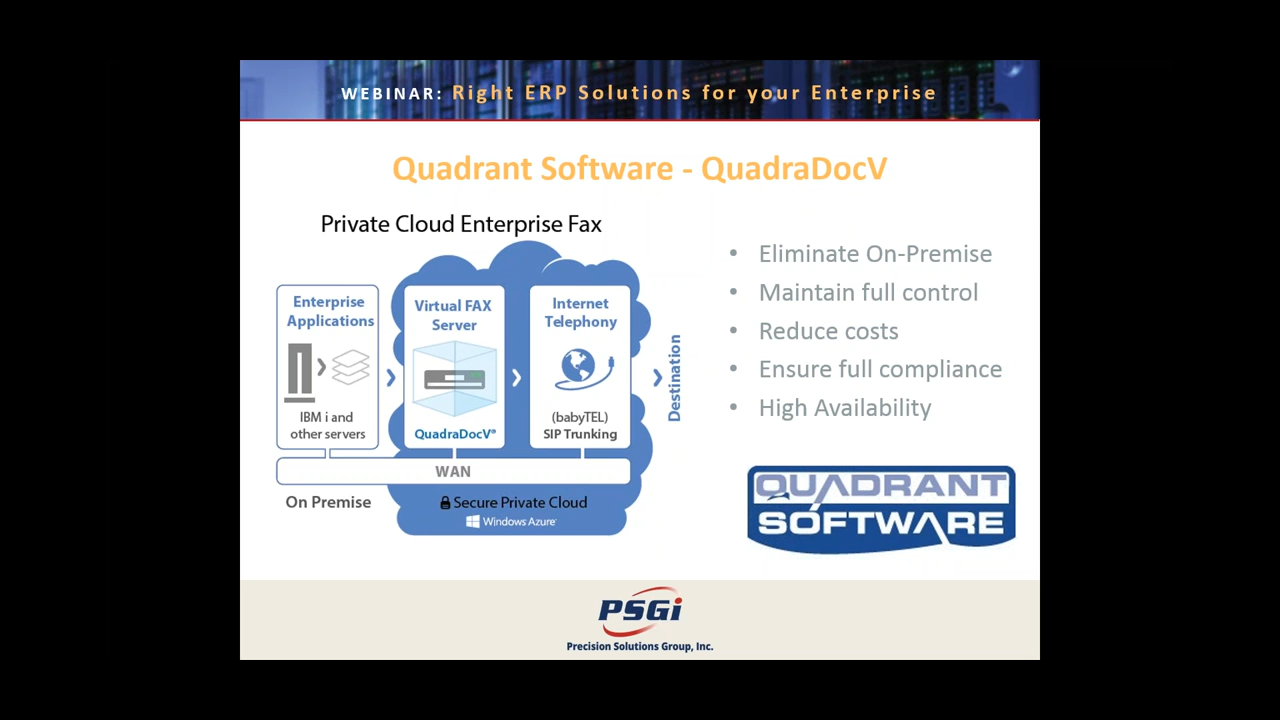 WEBINAR: Right ERP Solutions for your Enterprise
Quadrant Software - QuadraDocV
Private Cloud Enterprise Fax
Enterprise
Applications
IBM i and
other servers
Virtual FAX
Server
QuadraDocV®
Internet
Telephony
(babyTEL)
SIP Trunking
Destination
WAN
On Premise
Secure Private Cloud
Windows Azure™
• Eliminate On-Premise
• Maintain full control
• Reduce costs
• Ensure full compliance
• High Availability
QUADRANT
SOFTWARE
PSGi
Precision Solutions Group, Inc.